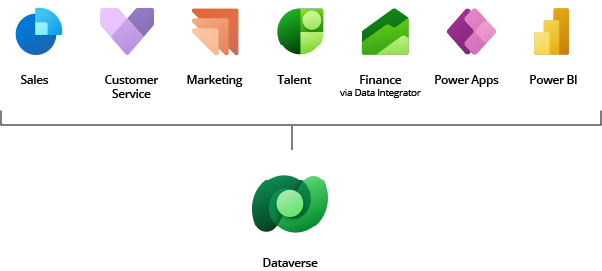 Sales
Customer
Service
Marketing
Talent
Finance
via Data Integrator
Power Apps
Power BI
Dataverse